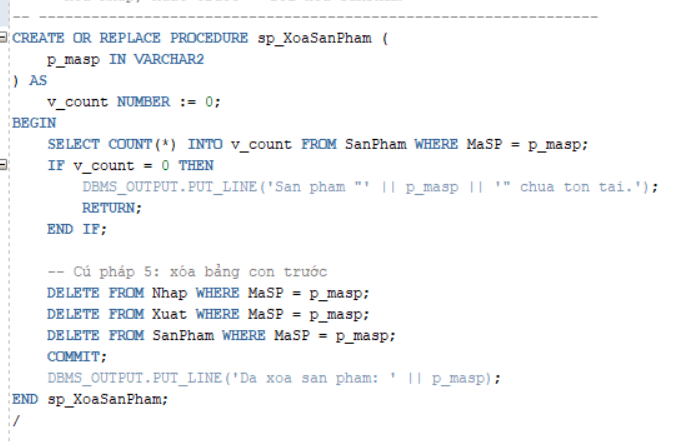 -- ----------------------------------------------------------------
CREATE OR REPLACE PROCEDURE sp_XoaSanPham (
    p_masp IN VARCHAR2
) AS
    v_count NUMBER := 0;
BEGIN
    SELECT COUNT(*) INTO v_count FROM SanPham WHERE MaSP = p_masp;
    IF v_count = 0 THEN
        DBMS_OUTPUT.PUT_LINE('San pham "' || p_masp || '" chua ton tai.');
        RETURN;
    END IF;

    -- Cú pháp 5: xóa bảng con trước
    DELETE FROM Nhap WHERE MaSP = p_masp;
    DELETE FROM Xuat WHERE MaSP = p_masp;
    DELETE FROM SanPham WHERE MaSP = p_masp;
    COMMIT;
    DBMS_OUTPUT.PUT_LINE('Da xoa san pham: ' || p_masp);
END sp_XoaSanPham;
/